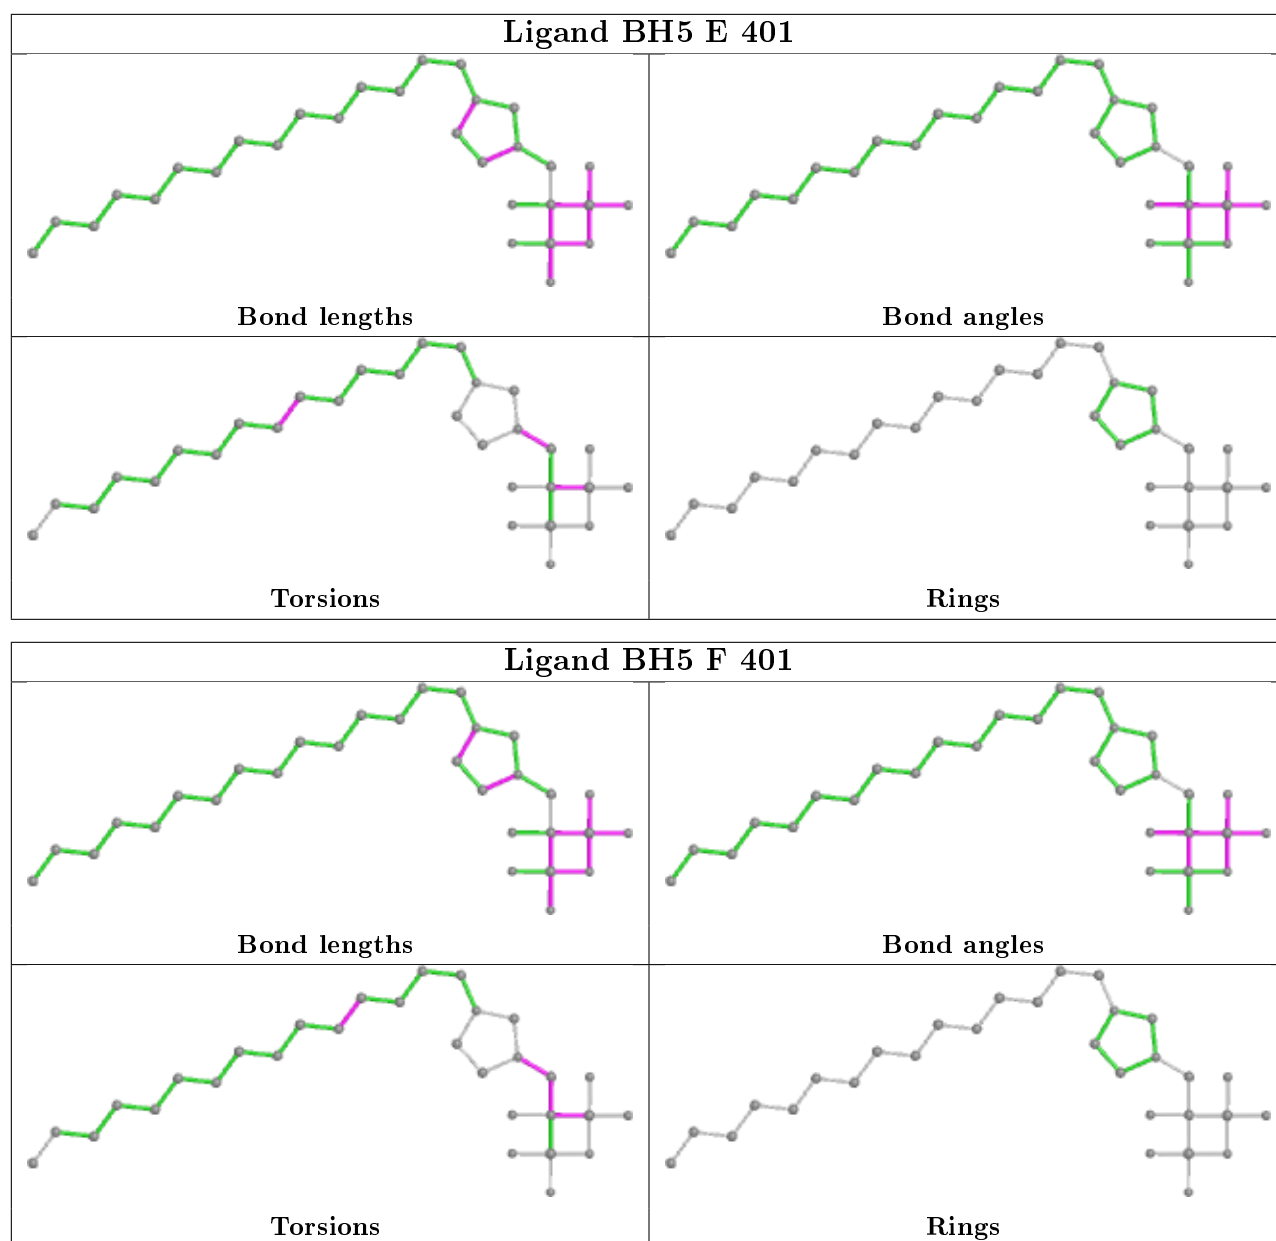 Ligand BH5 E 401
Bond lengths
Bond angles
Torsions
Rings
Ligand BH5 F 401
Bond lengths
Bond angles
Torsions
Rings